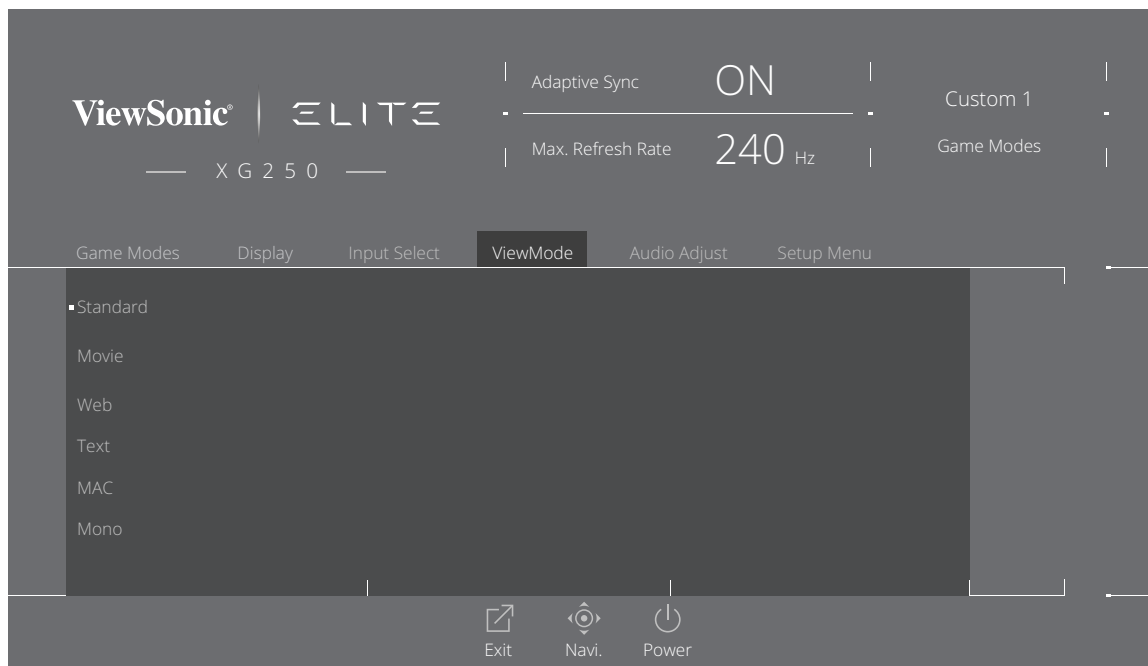 ViewSonic® ELITE
XG250
Adaptive Sync ON
Max. Refresh Rate 240 Hz
Custom 1
Game Modes
Game Modes Display Input Select ViewMode Audio Adjust Setup Menu
Standard
Movie
Web
Text
MAC
Mono
Exit Navi. Power